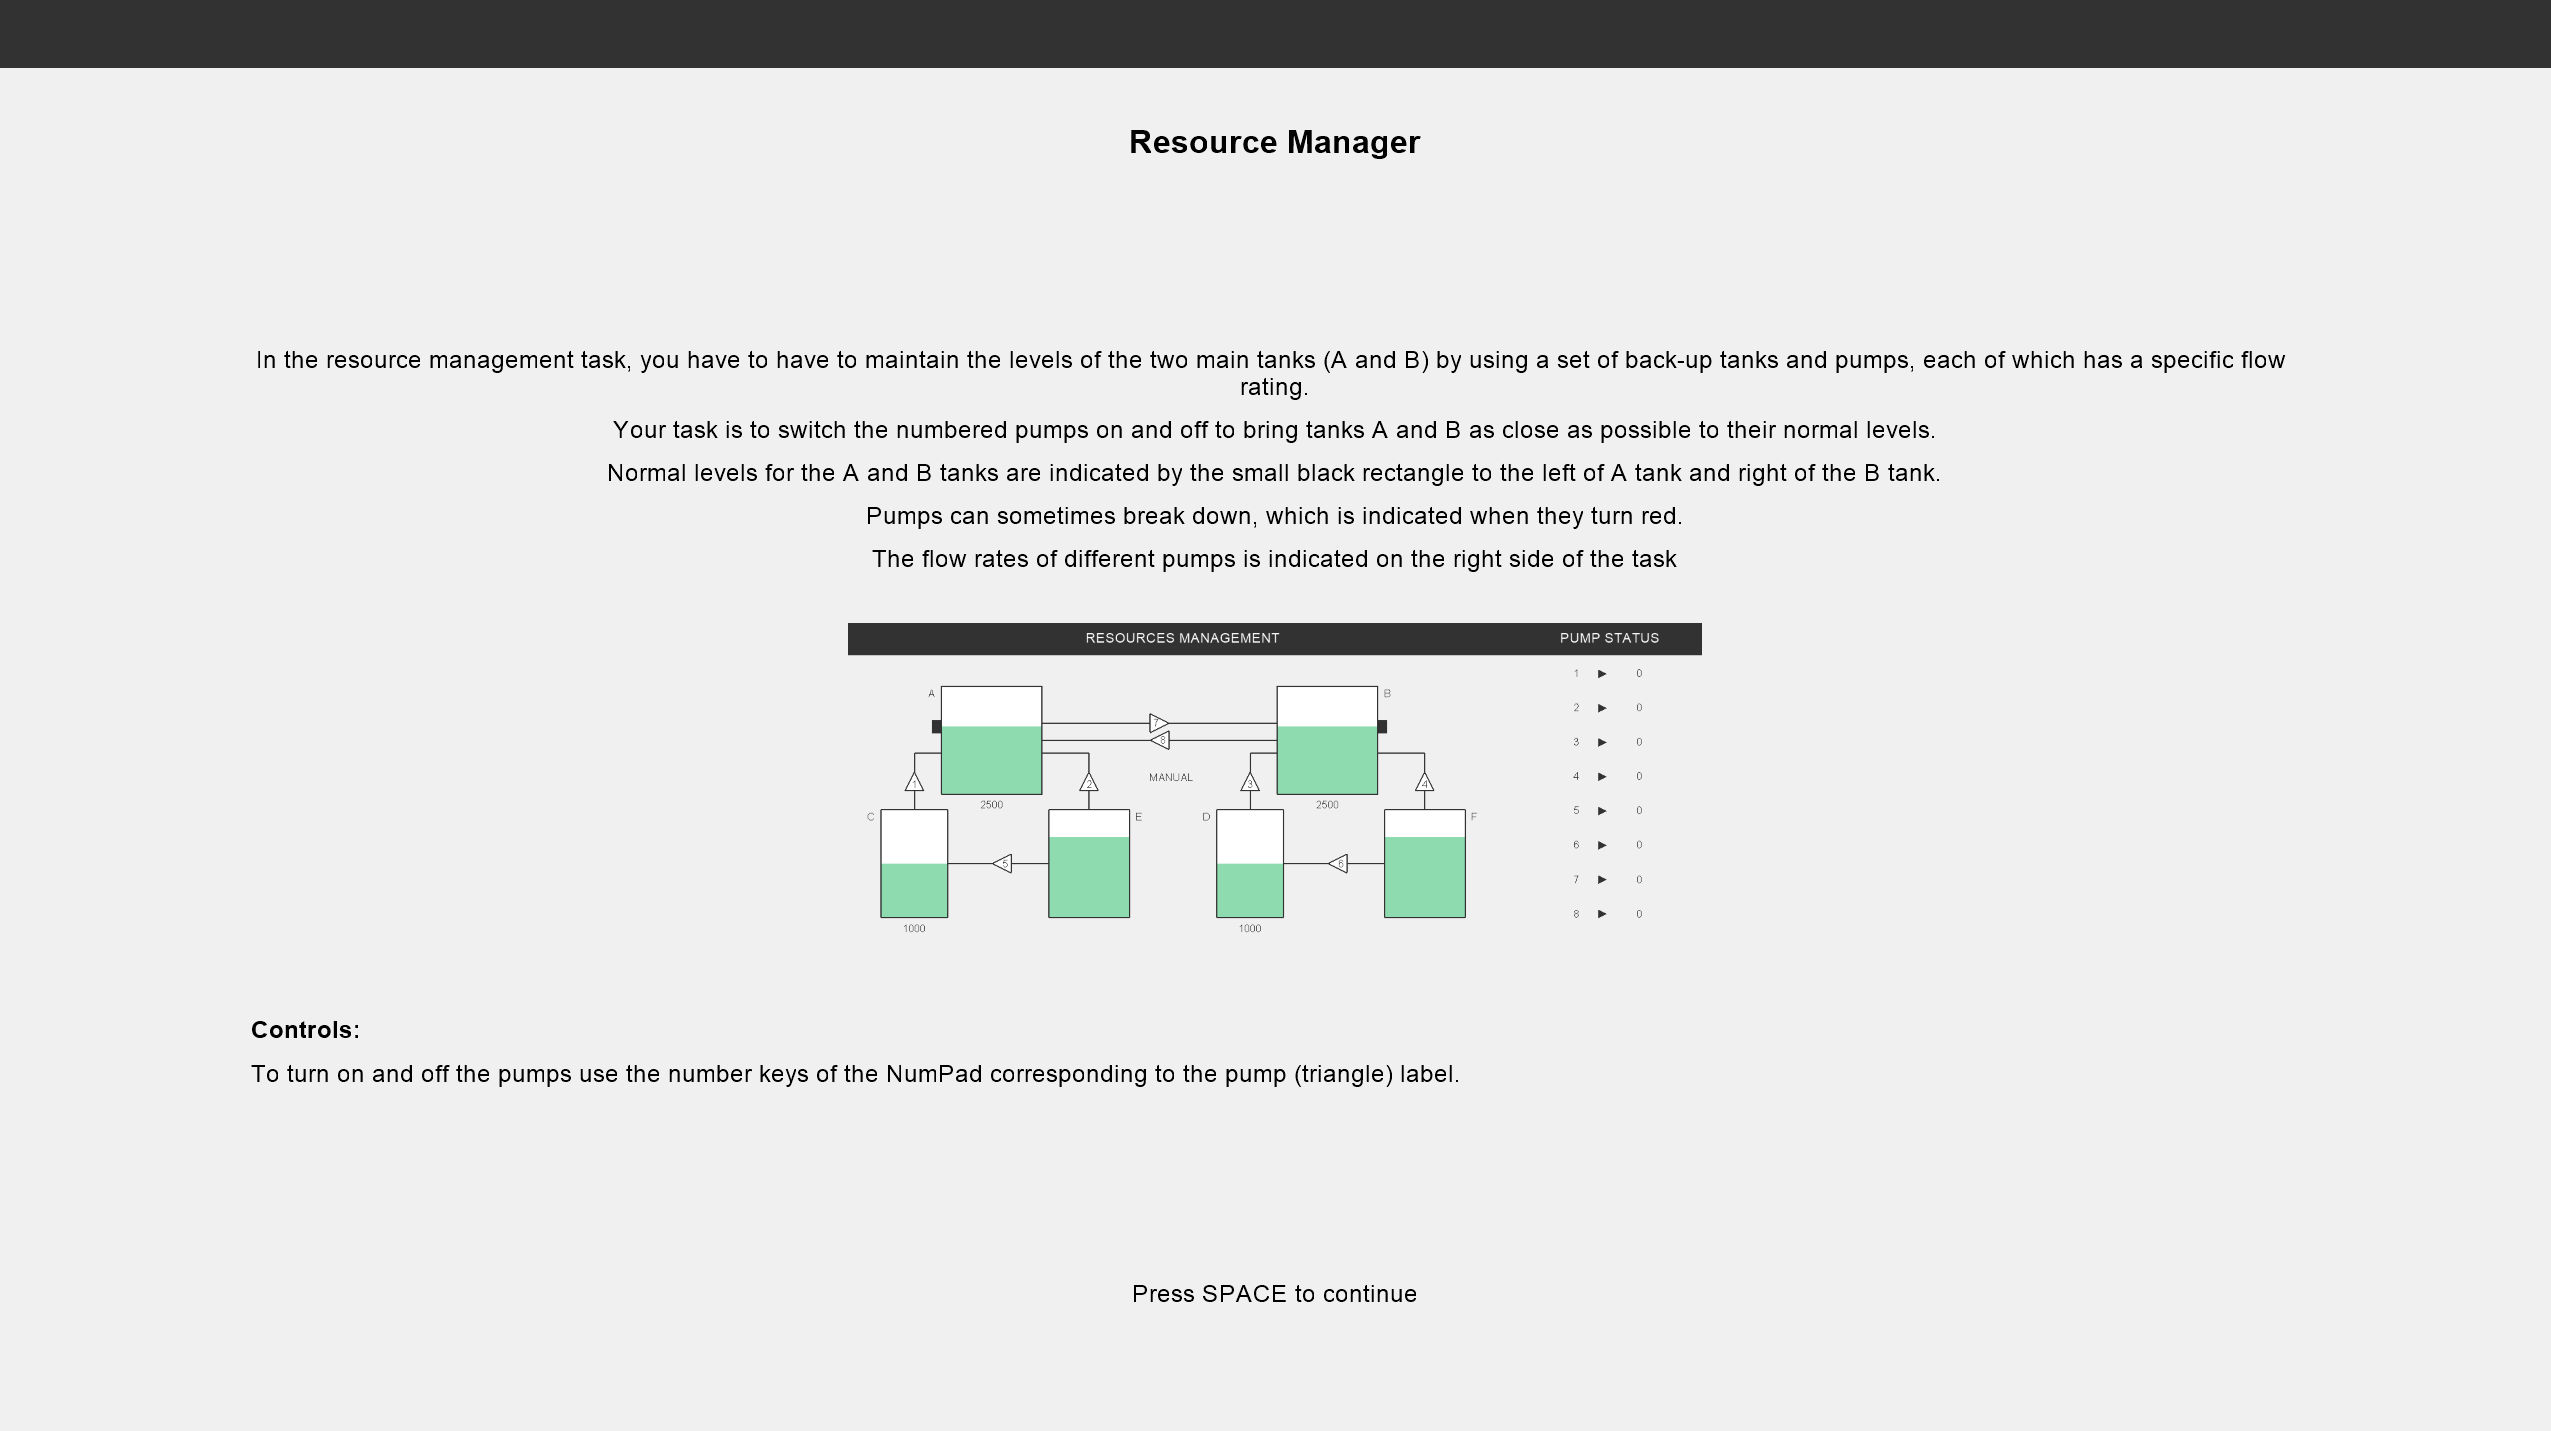 Resource Manager
In the resource management task, you have to have to maintain the levels of the two main tanks (A and B) by using a set of back-up tanks and pumps, each of which has a specific flow
rating.
Your task is to switch the numbered pumps on and off to bring tanks A and B as close as possible to their normal levels.
Normal levels for the A and B tanks are indicated by the small black rectangle to the left of A tank and right of the B tank.
Pumps can sometimes break down, which is indicated when they turn red.
The flow rates of different pumps is indicated on the right side of the task
RESOURCES MANAGEMENT PUMP STATUS
1 ► 0
A B
2 ► 0
7
8
3 ► 0
MANUAL
1 2 3 4
4 ► 0
2500 2500
5 ► 0
C E D F
6 ► 0
5 6
7 ► 0
8 ► 0
1000 1000
Controls:
To turn on and off the pumps use the number keys of the NumPad corresponding to the pump (triangle) label.
Press SPACE to continue